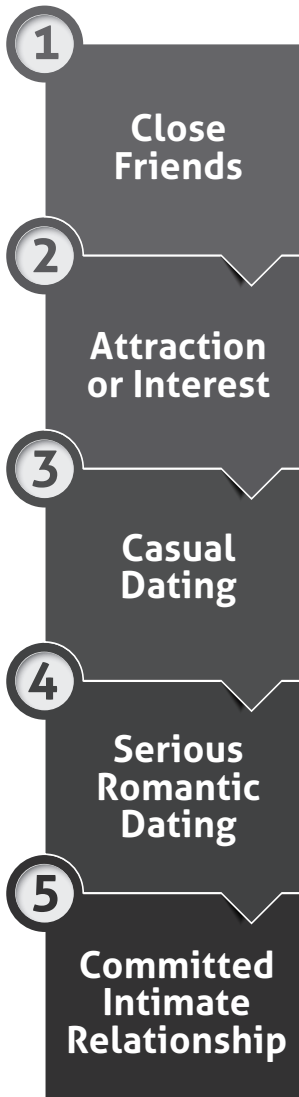 1
Close
Friends
2
Attraction
or Interest
3
Casual
Dating
4
Serious
Romantic
Dating
5
Committed
Intimate
Relationship